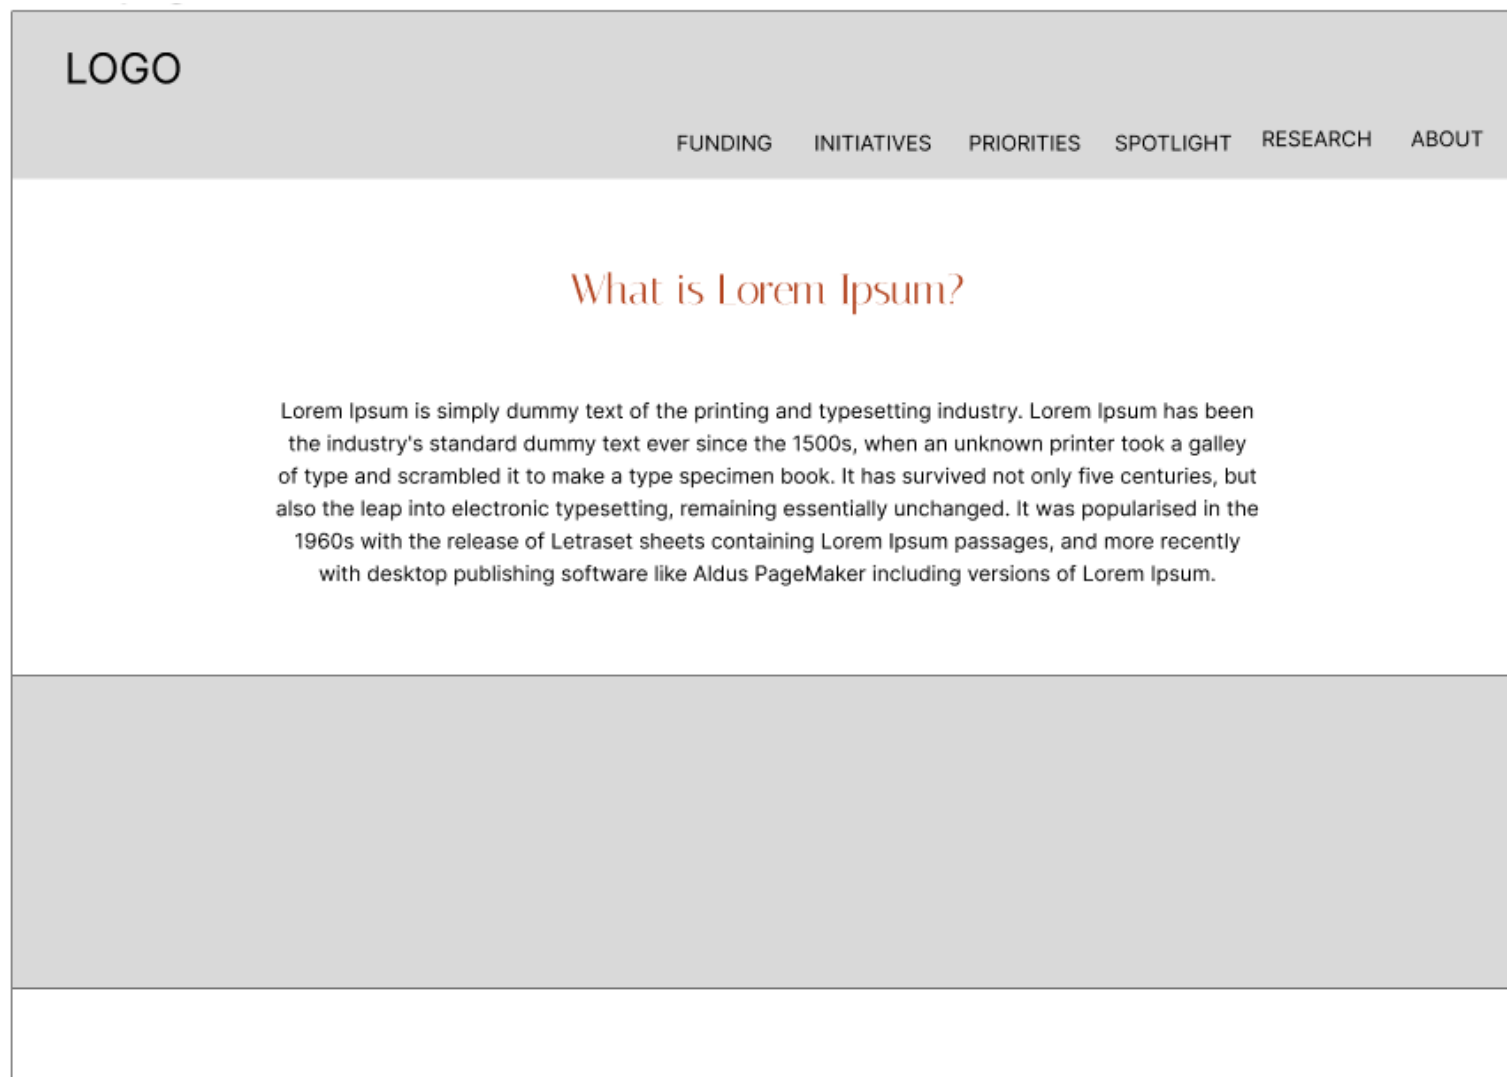 LOGO
FUNDING INITIATIVES PRIORITIES SPOTLIGHT RESEARCH ABOUT
What is Lorem Ipsum?
Lorem Ipsum is simply dummy text of the printing and typesetting industry. Lorem Ipsum has been
the industry's standard dummy text ever since the 1500s, when an unknown printer took a galley
of type and scrambled it to make a type specimen book. It has survived not only five centuries, but
also the leap into electronic typesetting, remaining essentially unchanged. It was popularised in the
1960s with the release of Letraset sheets containing Lorem Ipsum passages, and more recently
with desktop publishing software like Aldus PageMaker including versions of Lorem Ipsum.